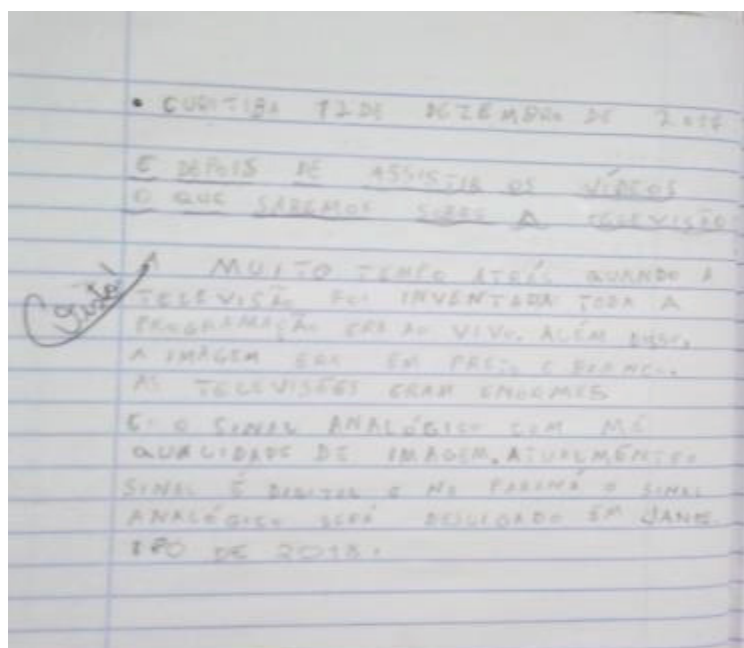 • CURITIBA 12 DE DEZEMBRO DE
E DEPOIS DE ASSISTIR OS VÍDEOS
O QUE SABEMOS SOBRE A TELEVISÃO
A MUITO TEMPO ATRÁS QUANDO A
TELEVISÃO FOI INVENTADA TODA A
PROGRAMAÇÃO ERA AO VIVO. ALÉM DISSO,
A IMAGEM ERA EM PRETO E BRANCO.
AS TELEVISÕES ERAM ENORMES
E O SINAL ANALÓGICO COM MÁ
QUALIDADE DE IMAGEM. ATUALMENTE O
SINAL É DIGITAL E NO PARANÁ O SINAL
ANALÓGICO SERÁ DESLIGADO EM JANE
IRO DE 2018.